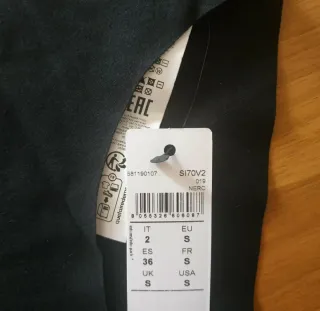 EAC
581190107 SI70V2
019
NERO
IT EU
2 S
ES FR
36 S
UK USA
S S